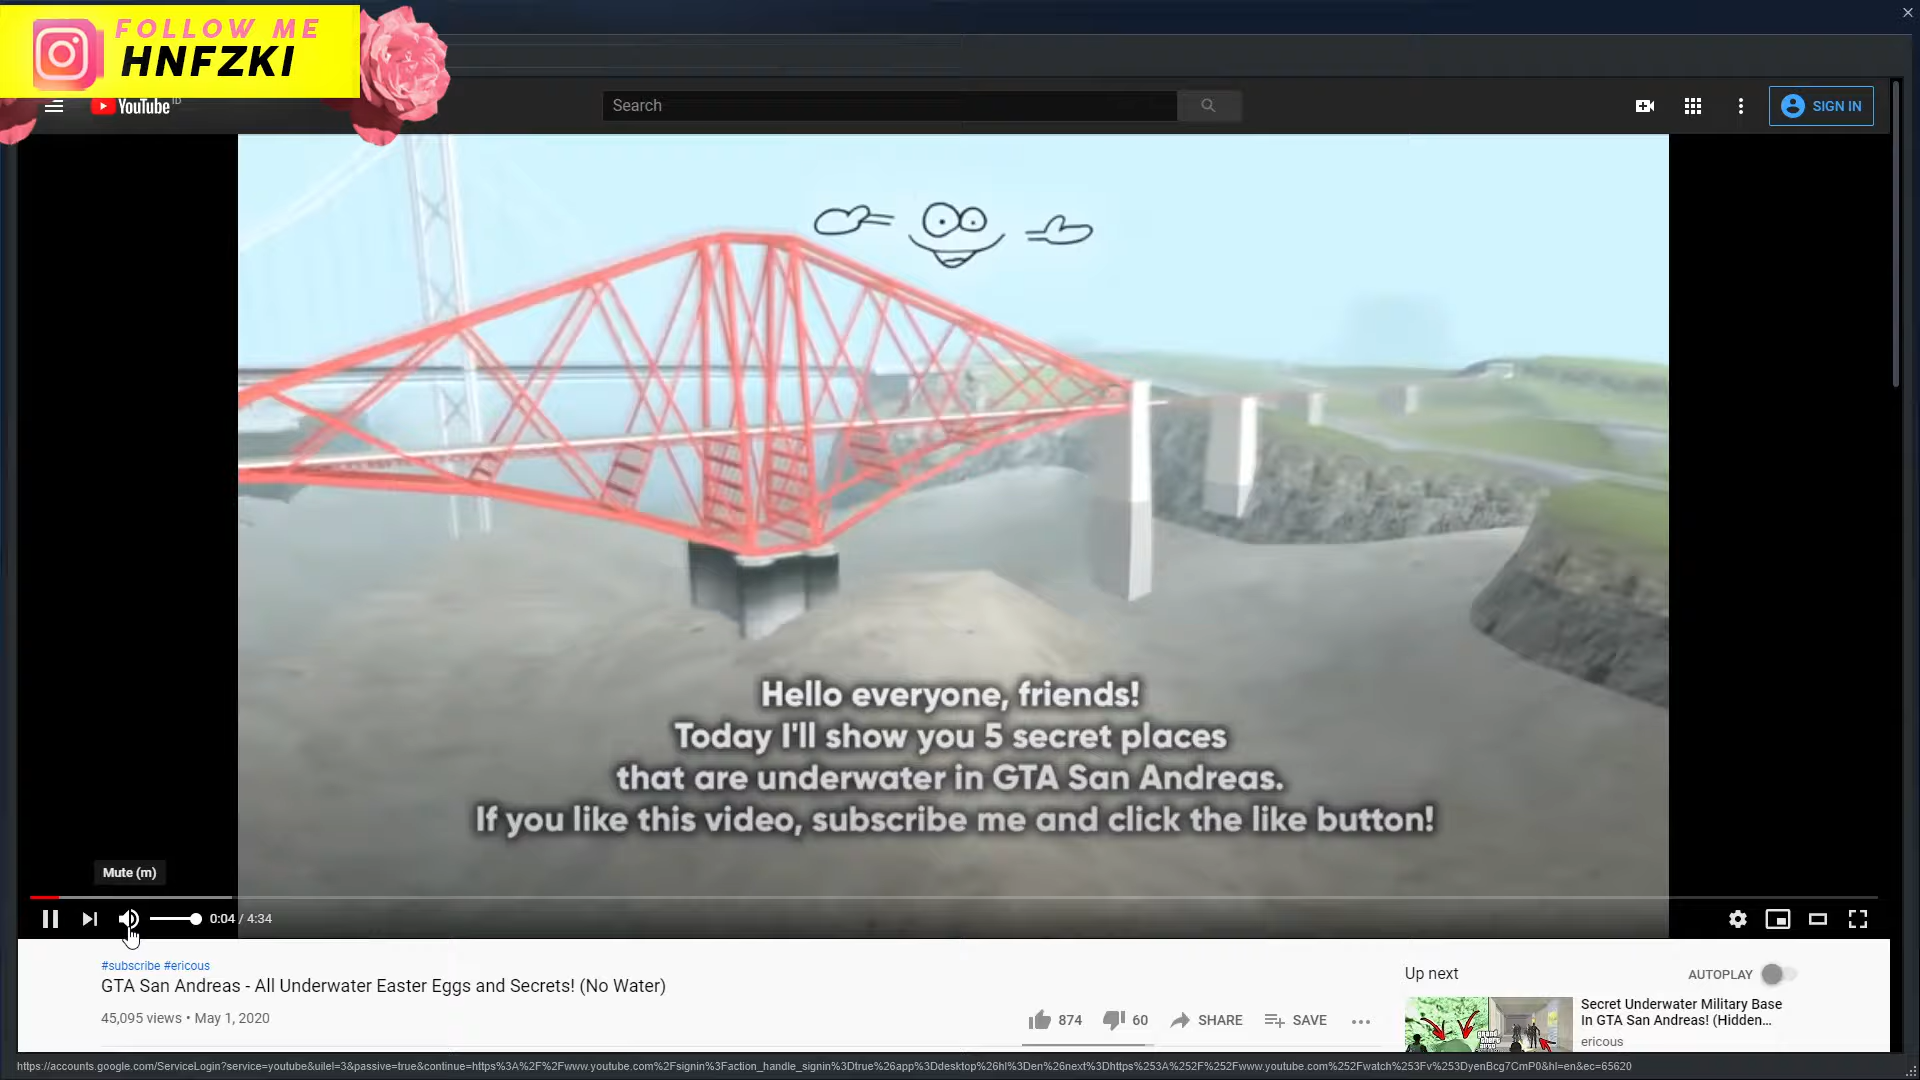 FOLLOW ME
HNFZKI
YouTube ID
Search
SIGN IN
Hello everyone, friends!
Today I'll show you 5 secret places
that are underwater in GTA San Andreas.
If you like this video, subscribe me and click the like button!
Mute (m)
0:04 / 4:34
#subscribe #ericous
GTA San Andreas - All Underwater Easter Eggs and Secrets! (No Water)
45,095 views • May 1, 2020
874
60
SHARE
SAVE
Up next
AUTOPLAY
Secret Underwater Military Base
In GTA San Andreas! (Hidden...
ericous
https://accounts.google.com/ServiceLogin?service=youtube&uilel=3&passive=true&continue=https%3A%2F%2Fwww.youtube.com%2Fsignin%3Faction_handle_signin%3Dtrue%26app%3Ddesktop%26hl%3Den%26next%3Dhttps%253A%252F%252Fwww.youtube.com%252Fwatch%253Fv%253DyenBcg7CmP0&hl=en&ec=65620